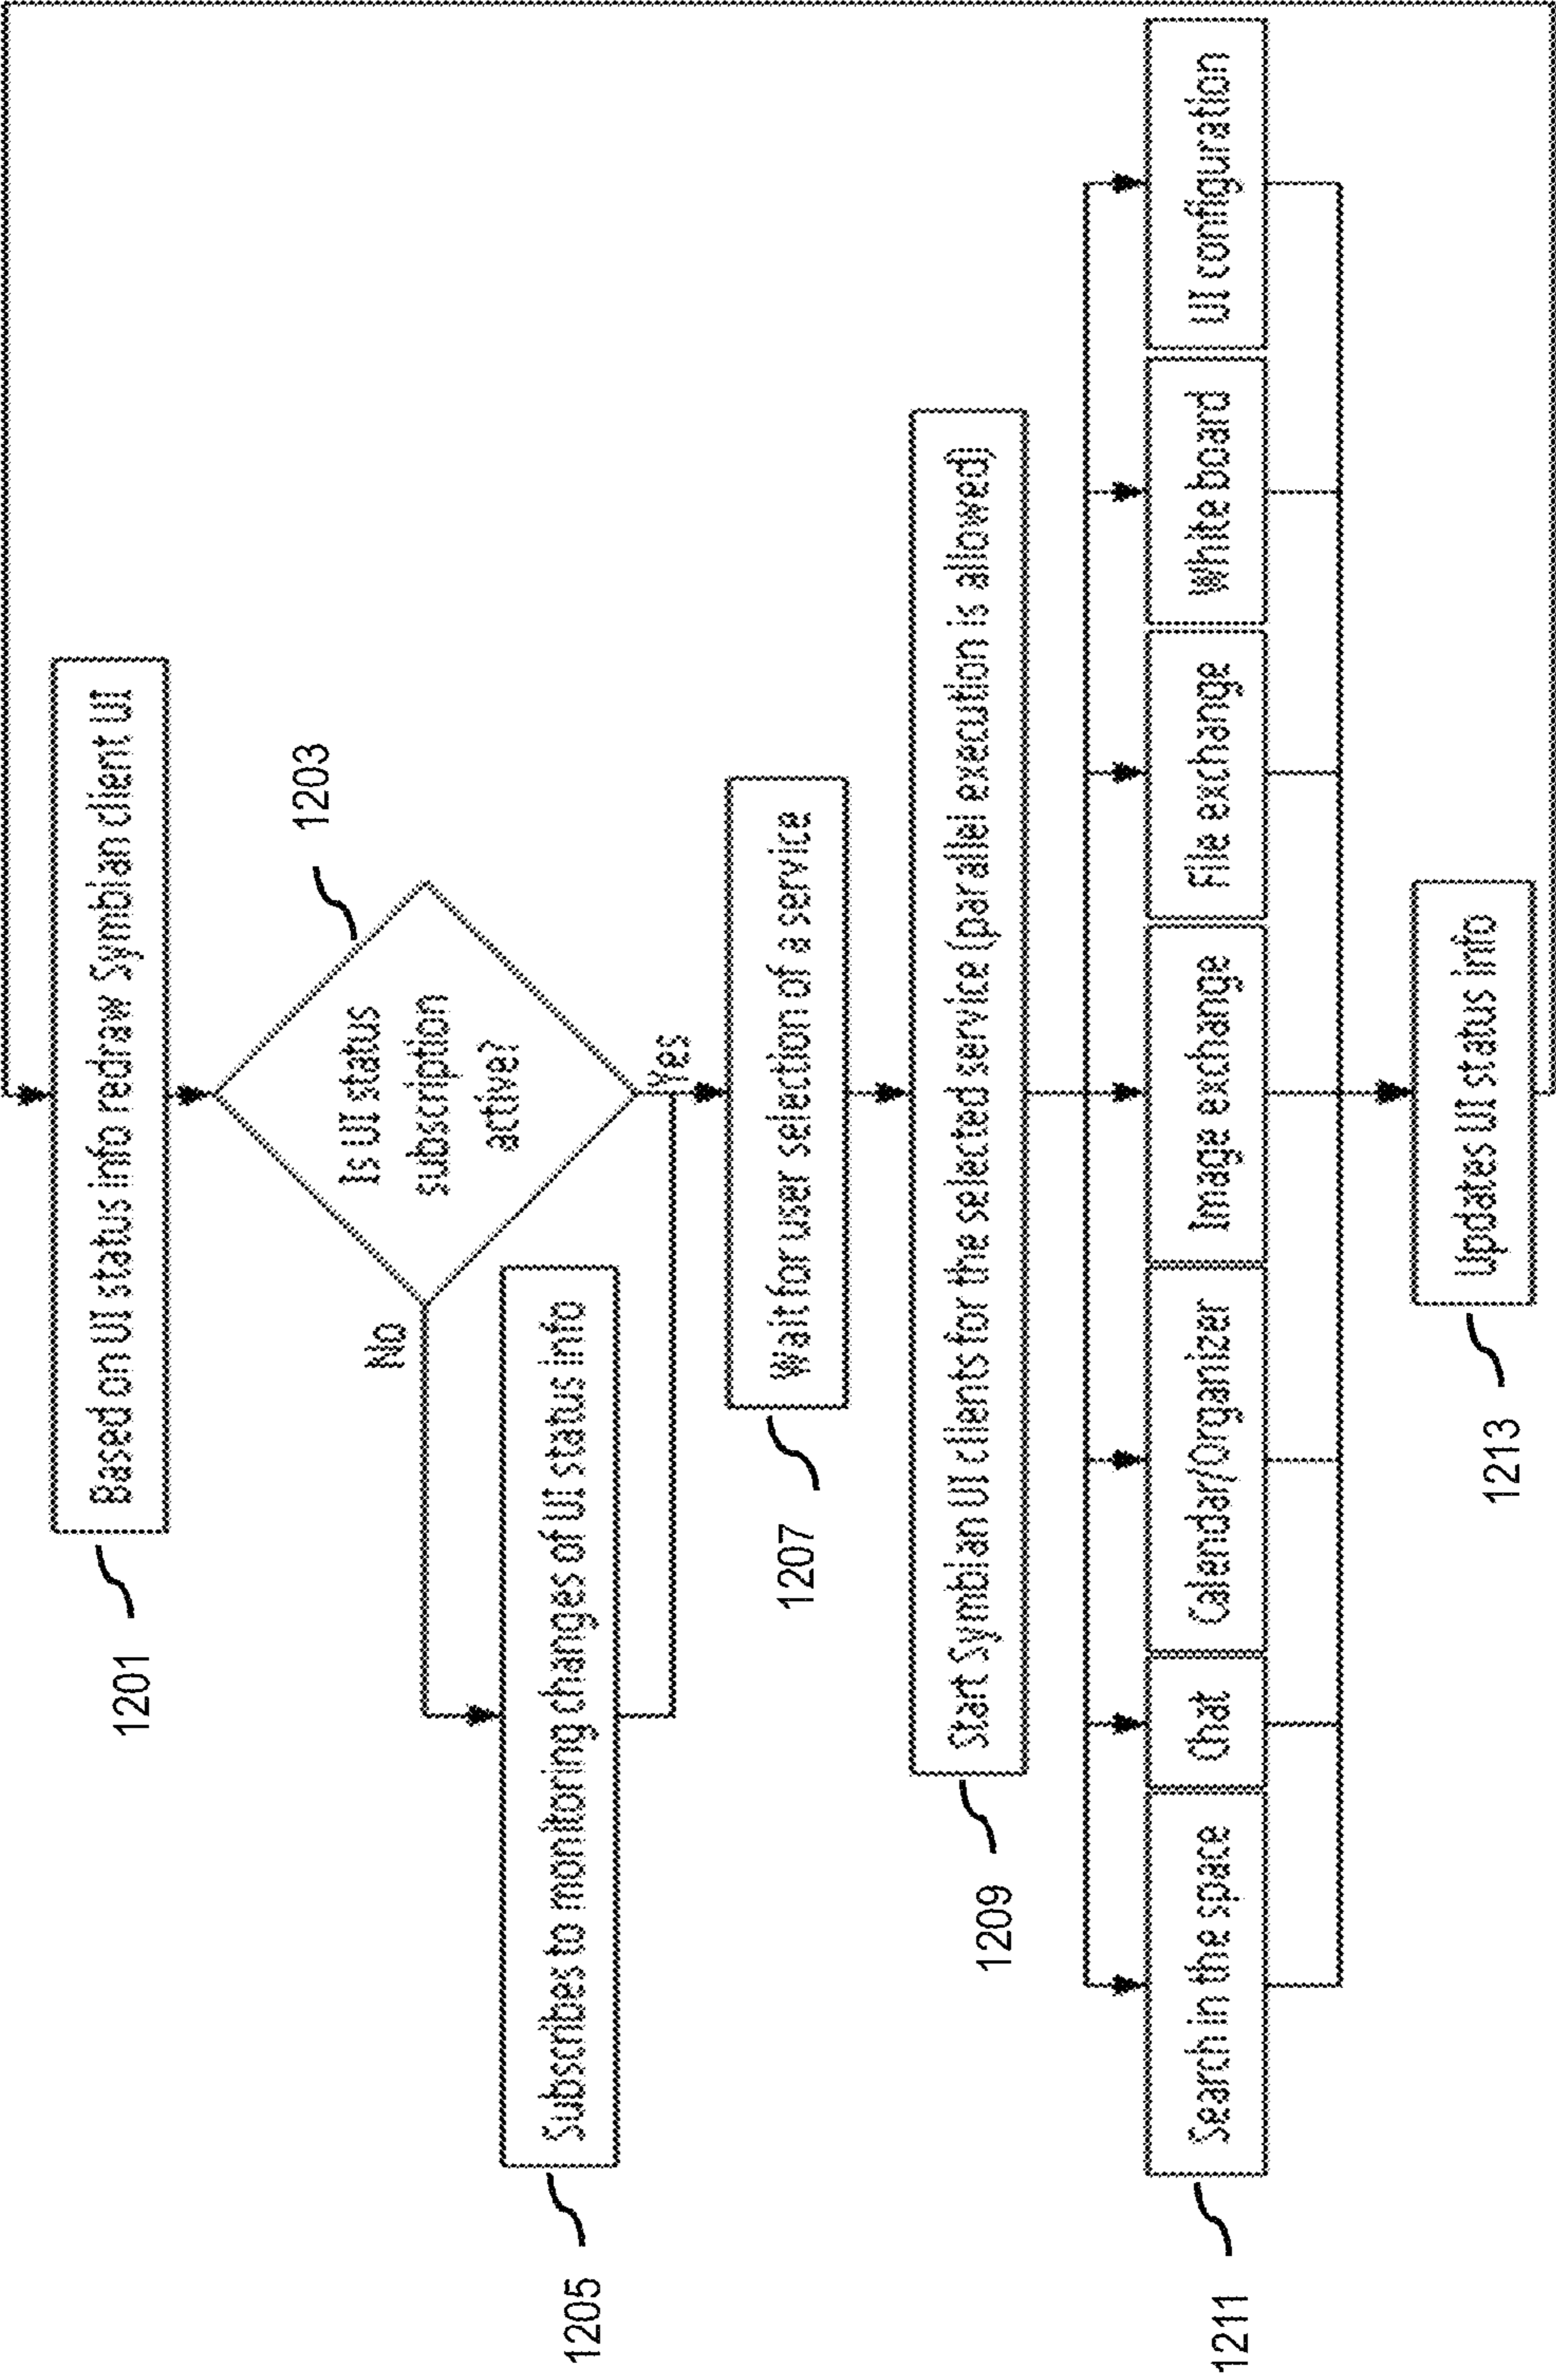 Based on UI status info redraw Symbian client UI
1201
Is UI status
subscription
active?
1203
No
Yes
Subscribes to monitoring changes of UI status info
1205
Wait for user selection of a service
1207
Start Symbian UI clients for the selected service (parallel execution is allowed)
1209
Search in the space
Chat
Calendar/Organizer
Image exchange
File exchange
White board
UI configuration
1211
Updates UI status info
1213